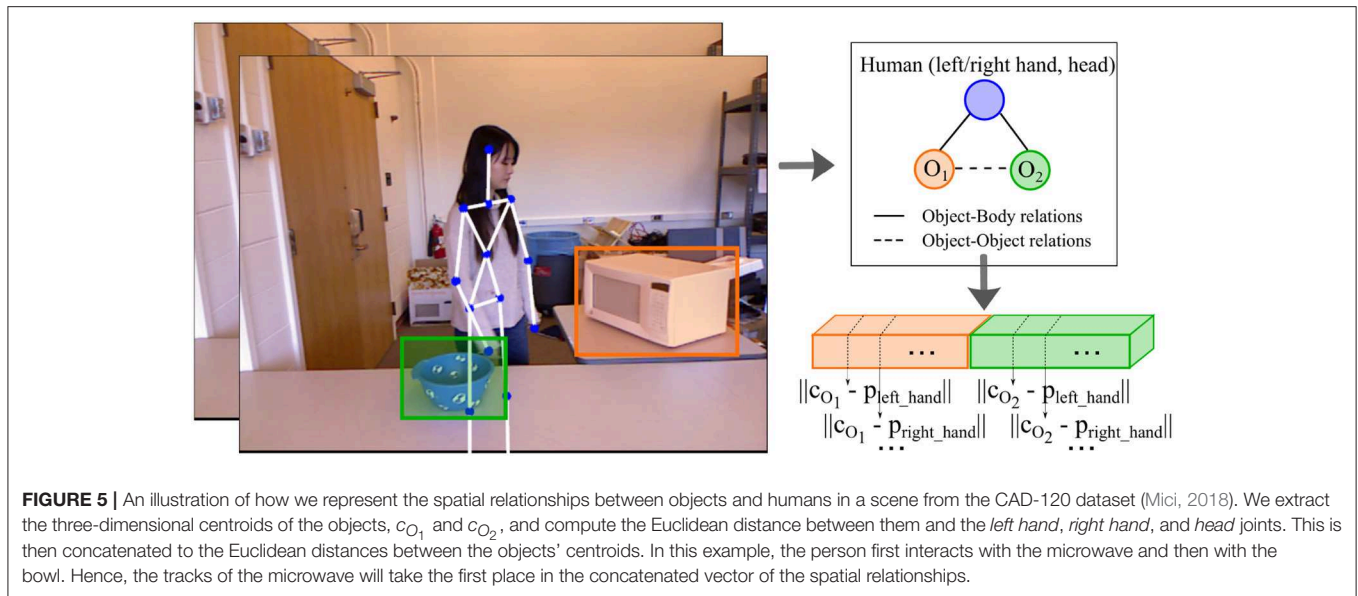 Human (left/right hand, head)
O1 O2
Object-Body relations
Object-Object relations
... ...
||cO1 - pleft_hand|| ||cO2 - pleft_hand||
||cO1 - pright_hand|| ||cO2 - pright_hand||
... ...
FIGURE 5 | An illustration of how we represent the spatial relationships between objects and humans in a scene from the CAD-120 dataset (Mici, 2018). We extract
the three-dimensional centroids of the objects, cO1 and cO2, and compute the Euclidean distance between them and the left hand, right hand, and head joints. This is
then concatenated to the Euclidean distances between the objects' centroids. In this example, the person first interacts with the microwave and then with the
bowl. Hence, the tracks of the microwave will take the first place in the concatenated vector of the spatial relationships.